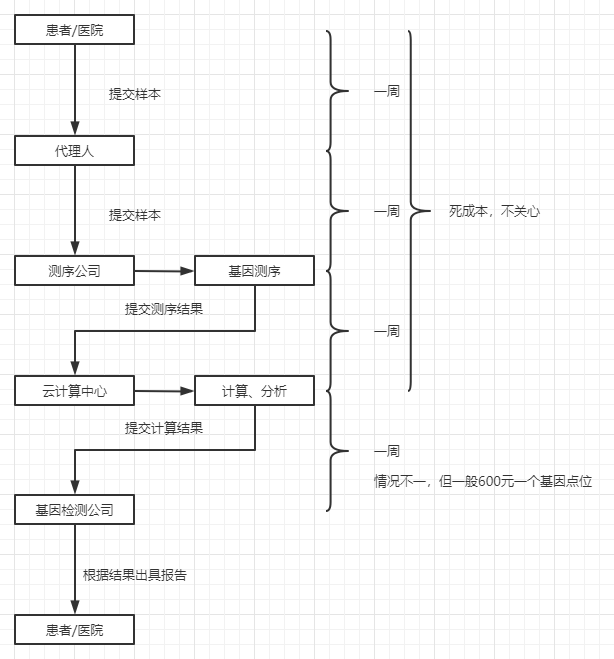 患者/医院
提交样本
一周
代理人
提交样本
一周
死成本，不关心
测序公司
基因测序
提交测序结果
一周
云计算中心
计算、分析
提交计算结果
一周
情况不一，但一般600元一个基因点位
基因检测公司
根据结果出具报告
患者/医院